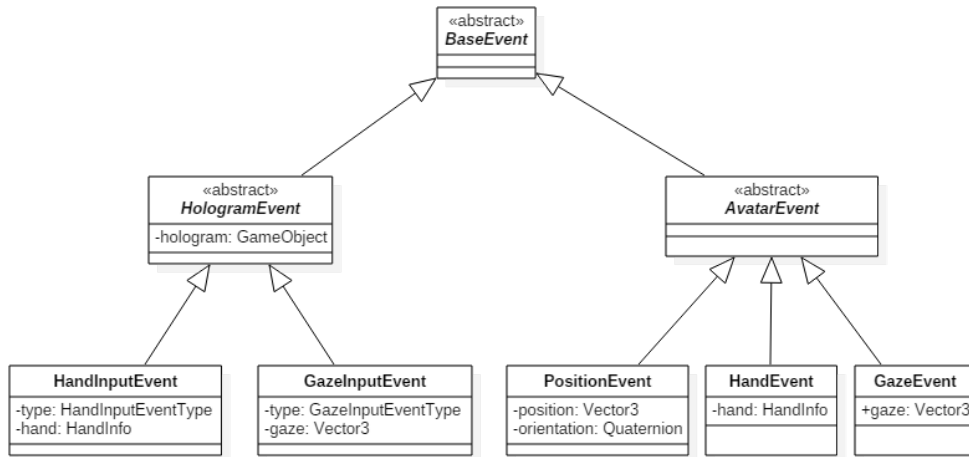 «abstract»
BaseEvent
«abstract»
HologramEvent
-hologram: GameObject
«abstract»
AvatarEvent
HandInputEvent
-type: HandInputEventType
-hand: HandInfo
GazeInputEvent
-type: GazeInputEventType
-gaze: Vector3
PositionEvent
-position: Vector3
-orientation: Quaternion
HandEvent
-hand: HandInfo
GazeEvent
+gaze: Vector3